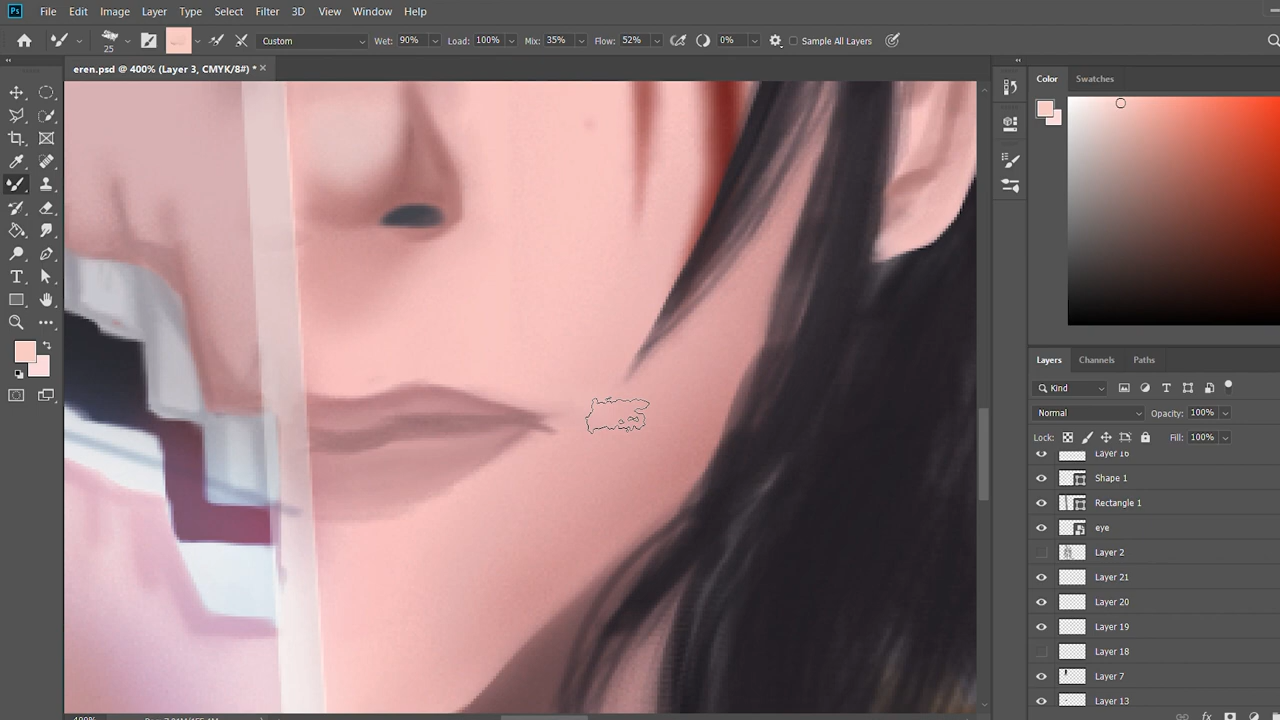 Ps File Edit Image Layer Type Select Filter 3D View Window Help
25 Custom Wet: 90% Load: 100% Mix: 35% Flow: 52% 0% Sample All Layers
eren.psd @ 400% (Layer 3, CMYK/8#) * ×
Color Swatches
Layers Channels Paths
Kind
Normal Opacity: 100%
Lock: Fill: 100%
Layer 16
Shape 1
Rectangle 1
eye
Layer 2
Layer 21
Layer 20
Layer 19
Layer 18
Layer 7
Layer 13
fx